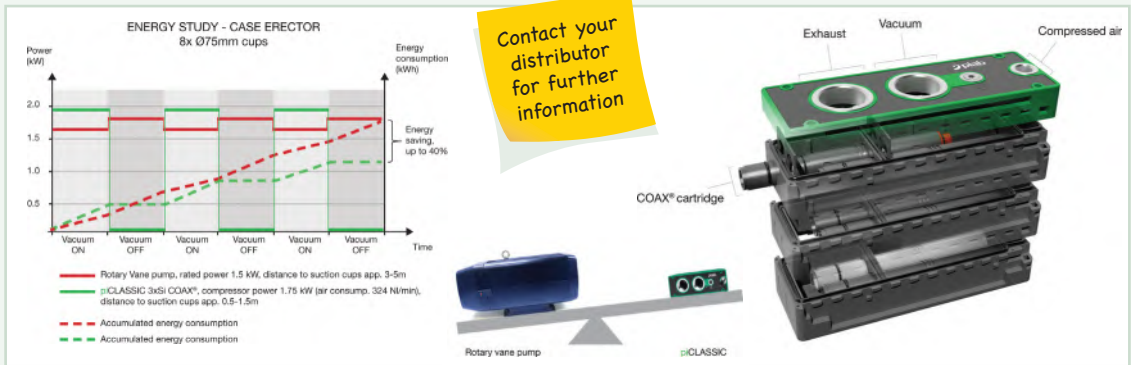 ENERGY STUDY - CASE ERECTOR
8x Ø75mm cups
Power
[kW]
Energy
consumption
(kWh)
2.0
1.5
1.0
0.5
Energy
saving,
up to 40%
Vacuum
ON
Vacuum
OFF
Vacuum
ON
Vacuum
OFF
Vacuum
ON
Vacuum
OFF
Time
Rotary Vane pump, rated power 1.5 kW, distance to suction cups app. 3-5m
piCLASSIC 3xSi COAX®, compressor power 1.75 kW (air consump. 324 Nl/min),
distance to suction cups app. 0.5-1.5m
Accumulated energy consumption
Accumulated energy consumption
Contact your
distributor
for further
information
Rotary vane pump
piCLASSIC
Exhaust
Vacuum
Compressed air
piab
COAX® cartridge